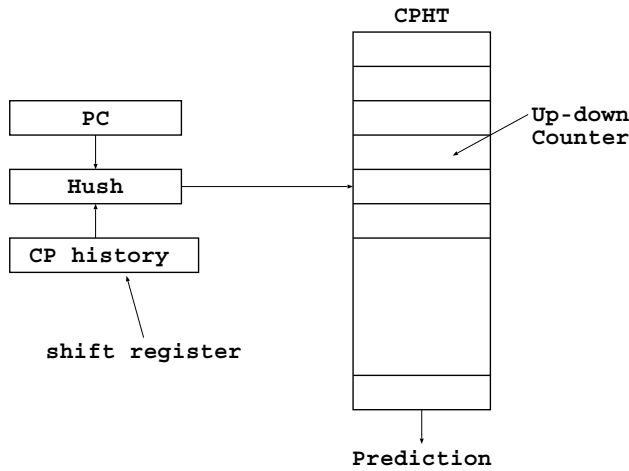 CPHT
Up-down
Counter
PC
Hush
CP history
shift register
Prediction